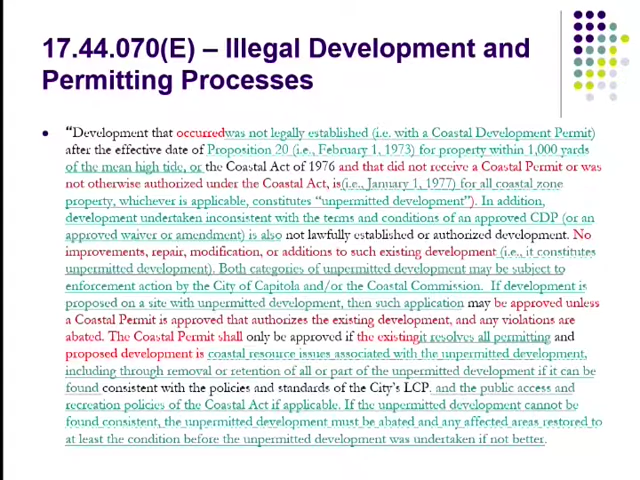 17.44.070(E) – Illegal Development and
Permitting Processes
“Development that occurredwas not legally established (i.e. with a Coastal Development Permit)
after the effective date of Proposition 20 (i.e., February 1, 1973) for property within 1,000 yards
of the mean high tide, or the Coastal Act of 1976 and that did not receive a Coastal Permit or was
not otherwise authorized under the Coastal Act, is(i.e., January 1, 1977) for all coastal zone
property, whichever is applicable, constitutes “unpermitted development”). In addition,
development undertaken inconsistent with the terms and conditions of an approved CDP (or an
approved waiver or amendment) is also not lawfully established or authorized development. No
improvements, repair, modification, or additions to such existing development (i.e., it constitutes
unpermitted development). Both categories of unpermitted development may be subject to
enforcement action by the City of Capitola and/or the Coastal Commission. If development is
proposed on a site with unpermitted development, then such application may be approved unless
a Coastal Permit is approved that authorizes the existing development, and any violations are
abated. The Coastal Permit shall only be approved if the existingit resolves all permitting and
proposed development is coastal resource issues associated with the unpermitted development,
including through removal or retention of all or part of the unpermitted development if it can be
found consistent with the policies and standards of the City’s LCP. and the public access and
recreation policies of the Coastal Act if applicable. If the unpermitted development cannot be
found consistent, the unpermitted development must be abated and any affected areas restored to
at least the condition before the unpermitted development was undertaken if not better.